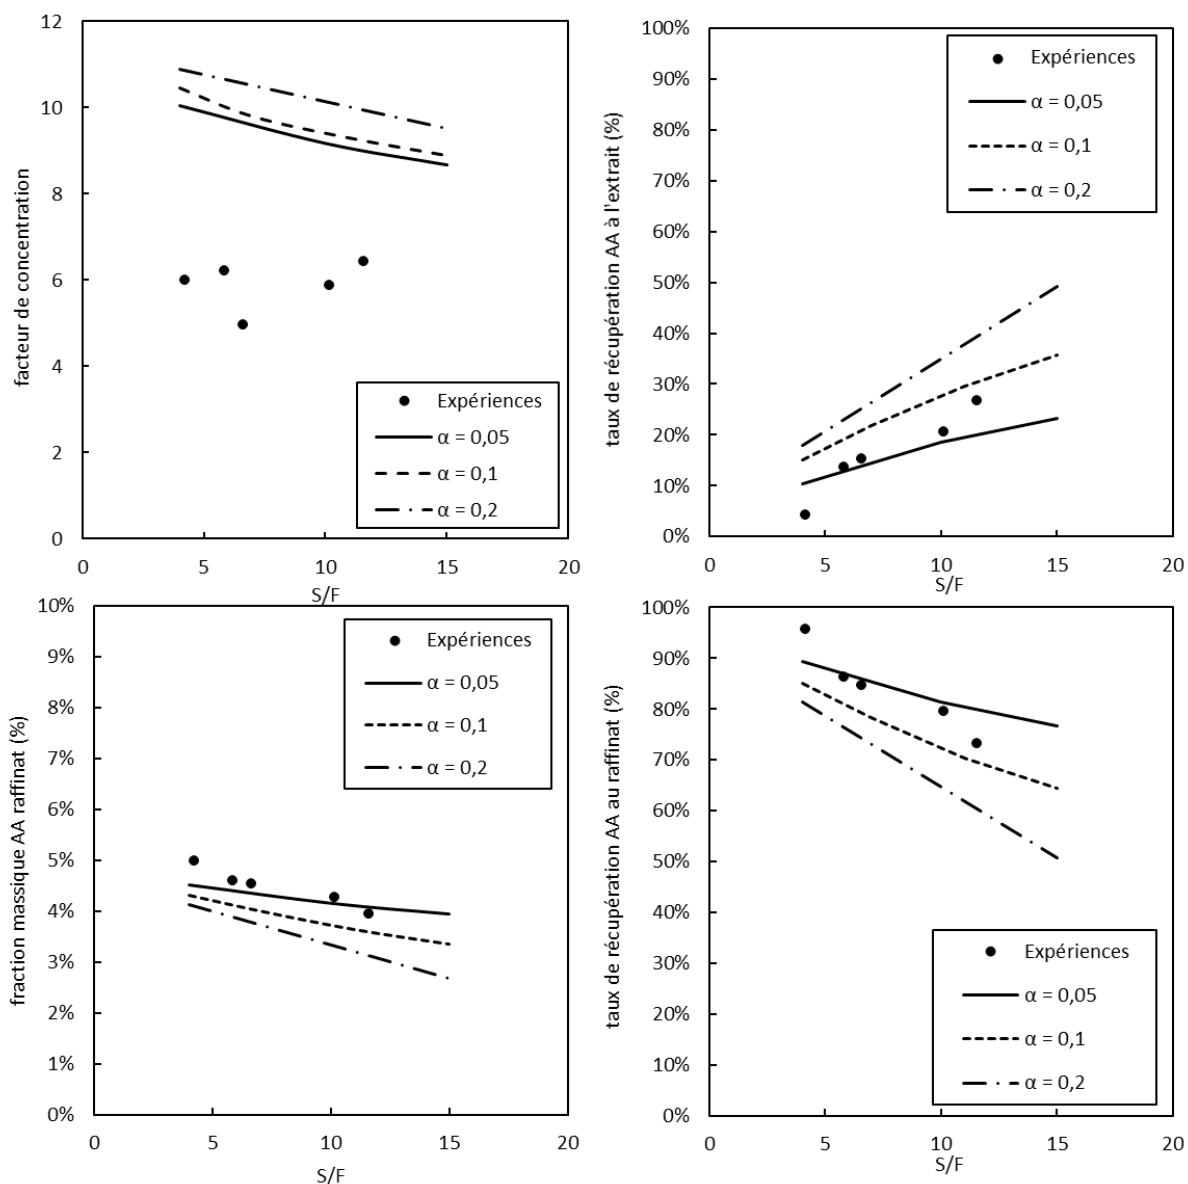 facteur de concentration
12
10
8
6
4
2
0
0 5 10 15 20
S/F
Expériences
α = 0,05
α = 0,1
α = 0,2
taux de récupération AA à l'extrait (%)
100%
90%
80%
70%
60%
50%
40%
30%
20%
10%
0%
0 5 10 15 20
S/F
Expériences
α = 0,05
α = 0,1
α = 0,2
fraction massique AA raffinat (%)
10%
9%
8%
7%
6%
5%
4%
3%
2%
1%
0%
0 5 10 15 20
S/F
Expériences
α = 0,05
α = 0,1
α = 0,2
taux de récupération AA au raffinat (%)
100%
90%
80%
70%
60%
50%
40%
30%
20%
10%
0%
0 5 10 15 20
S/F
Expériences
α = 0,05
α = 0,1
α = 0,2